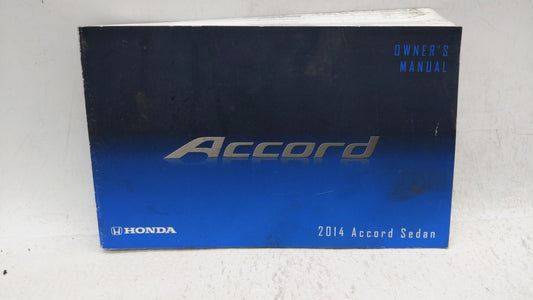 OWNER'S
MANUAL
Accord
HONDA
2014 Accord Sedan